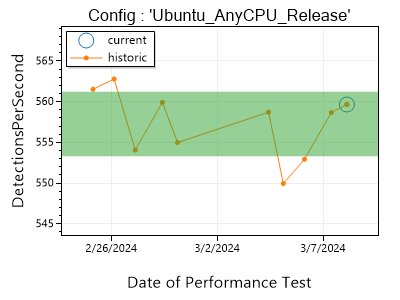 Config : 'Ubuntu_AnyCPU_Release'
current
historic
DetectionsPerSecond
565
560
555
550
545
2/26/2024
3/2/2024
3/7/2024
Date of Performance Test